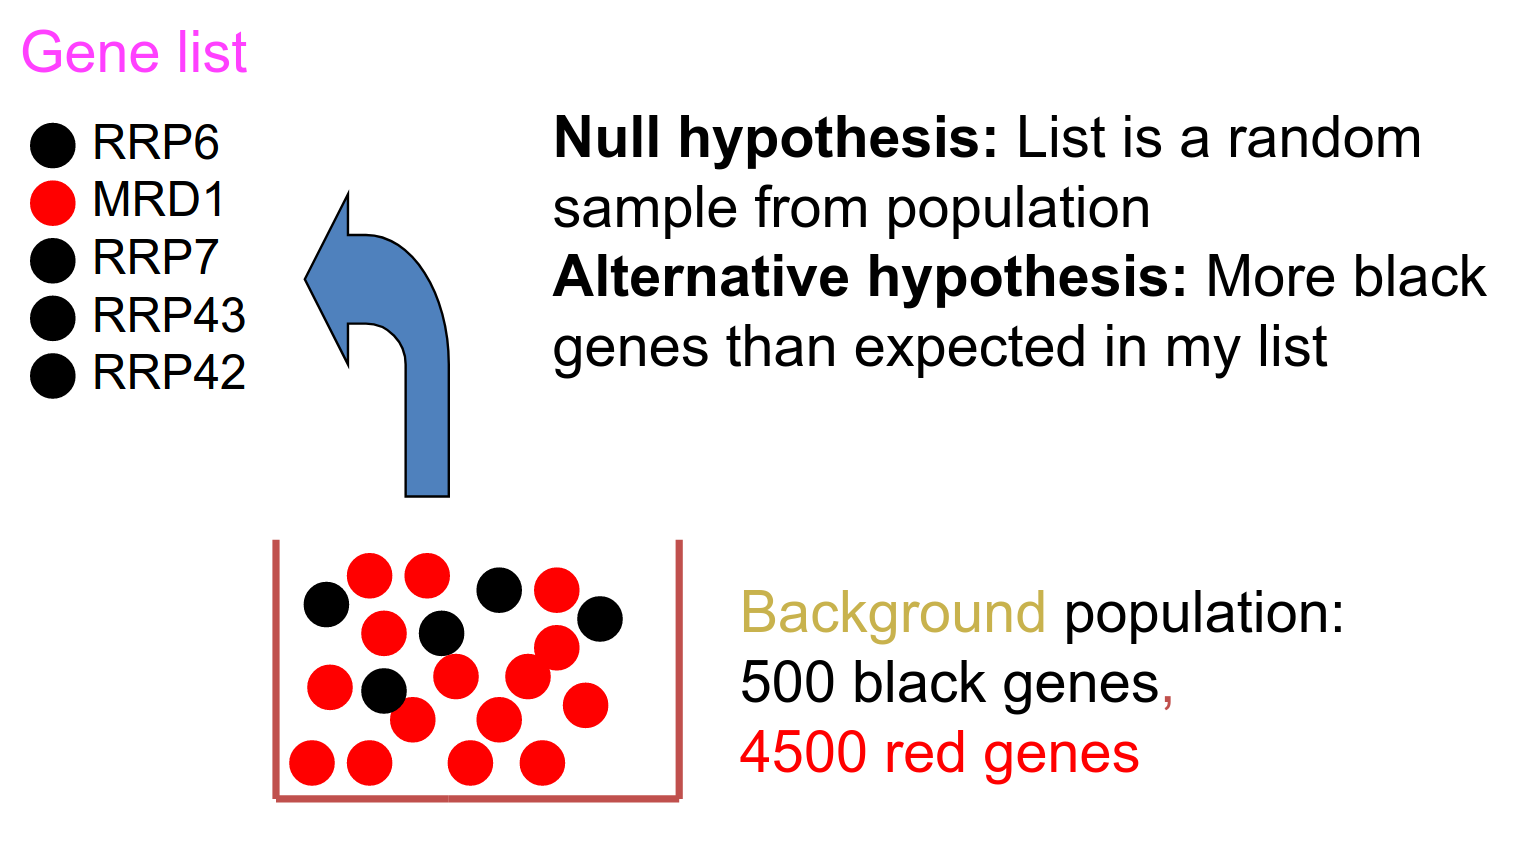 Gene list
RRP6
MRD1
RRP7
RRP43
RRP42
Null hypothesis: List is a random
sample from population
Alternative hypothesis: More black
genes than expected in my list
Background population:
500 black genes,
4500 red genes